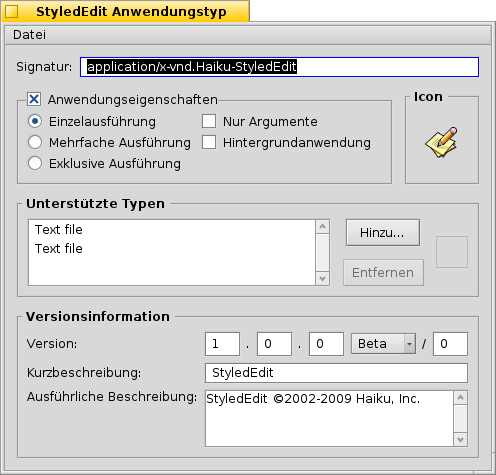 StyledEdit Anwendungstyp
Datei
Signatur: application/x-vnd.Haiku-StyledEdit
Anwendungseigenschaften
Icon
Einzelausführung Nur Argumente
Mehrfache Ausführung Hintergrundanwendung
Exklusive Ausführung
Unterstützte Typen
Text file
Text file
Hinzu...
Entfernen
Versionsinformation
Version: 1 . 0 . 0 Beta / 0
Kurzbeschreibung: StyledEdit
Ausführliche Beschreibung: StyledEdit ©2002-2009 Haiku, Inc.